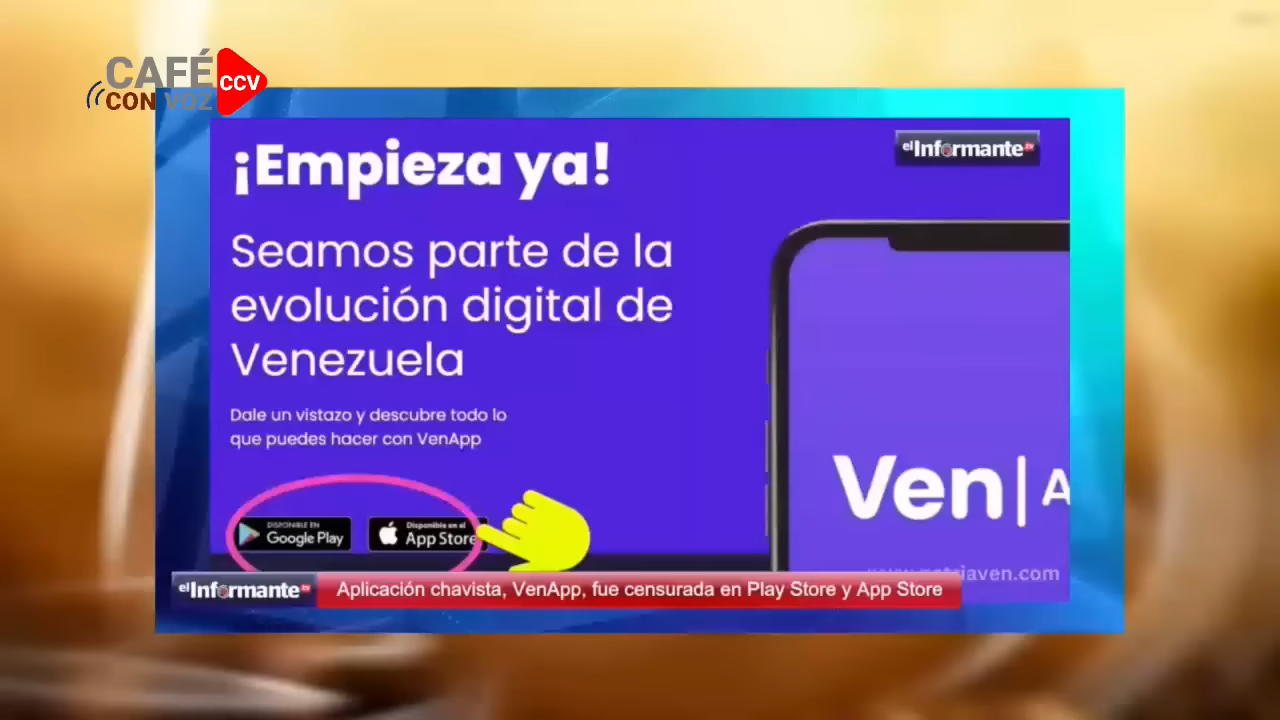 CAFÉ
CON VOZ
CCV
¡Empieza ya!
elInformante.tv
Seamos parte de la
evolución digital de
Venezuela
Dale un vistazo y descubre todo lo
que puedes hacer con VenApp
Ven|A
DISPONIBLE EN
Google Play
Disponible en el
App Store
elInformante.tv
Aplicación chavista, VenApp, fue censurada en Play Store y App Store